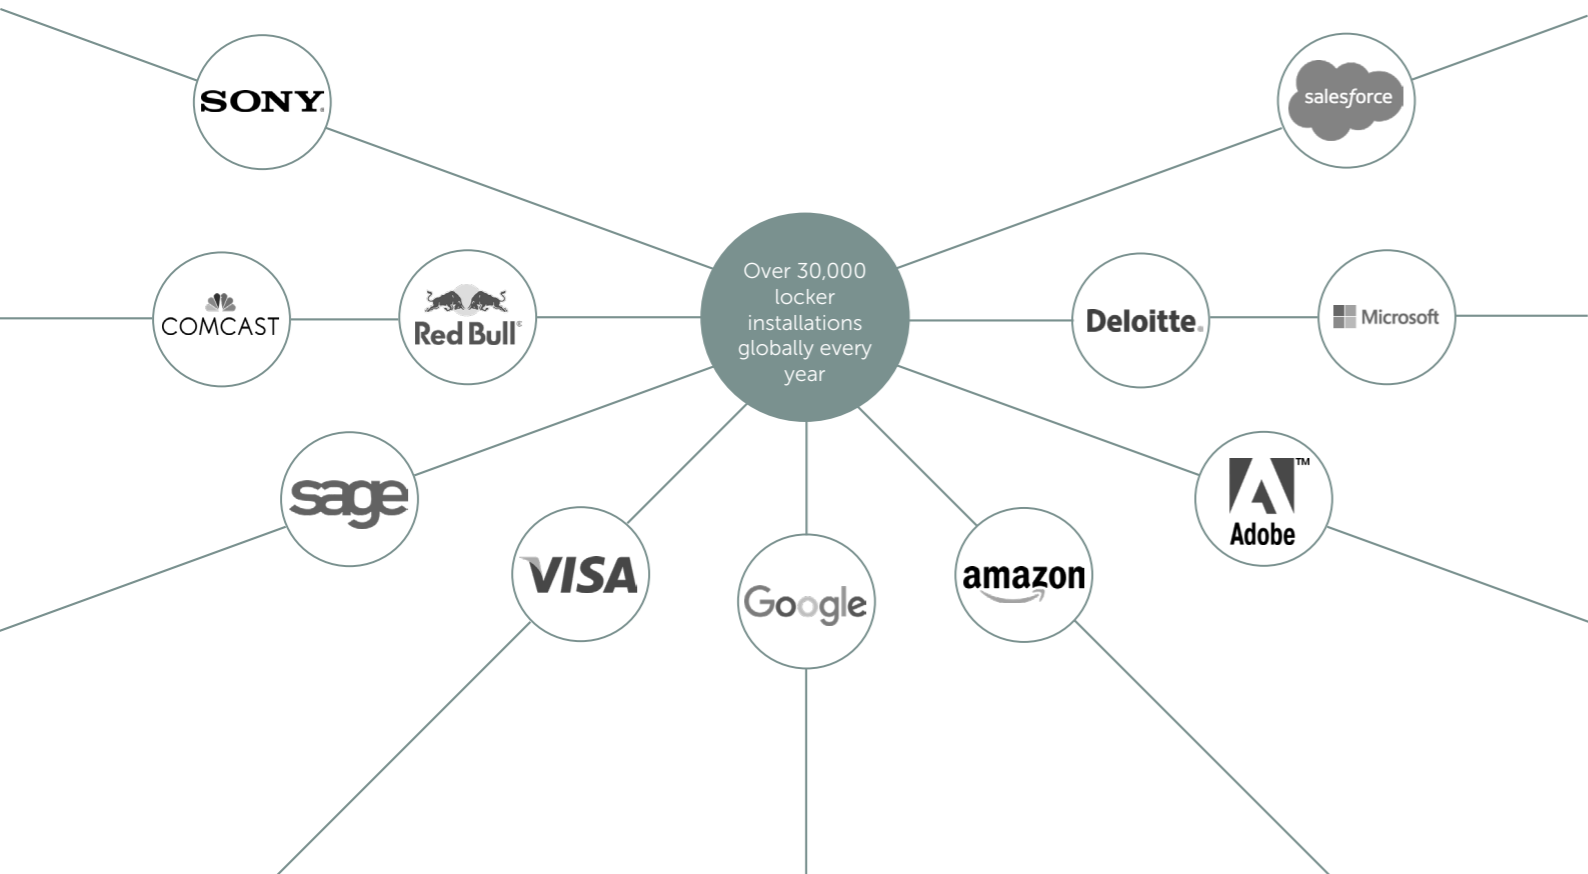 SONY
salesforce
Over 30,000
locker
installations
globally every
year
COMCAST
Red Bull®
Deloitte.
Microsoft
sage
VISA
Google
amazon
TM
Adobe